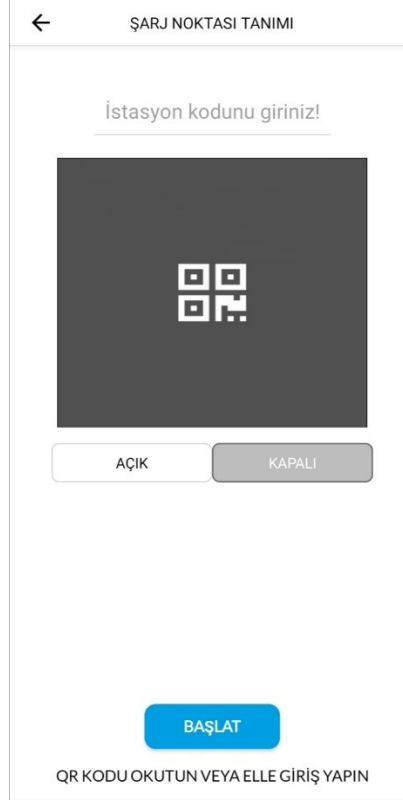 ŞARJ NOKTASI TANIMI
İstasyon kodunu giriniz!
AÇIK
KAPALI
BAŞLAT
QR KODU OKUTUN VEYA ELLE GİRİŞ YAPIN